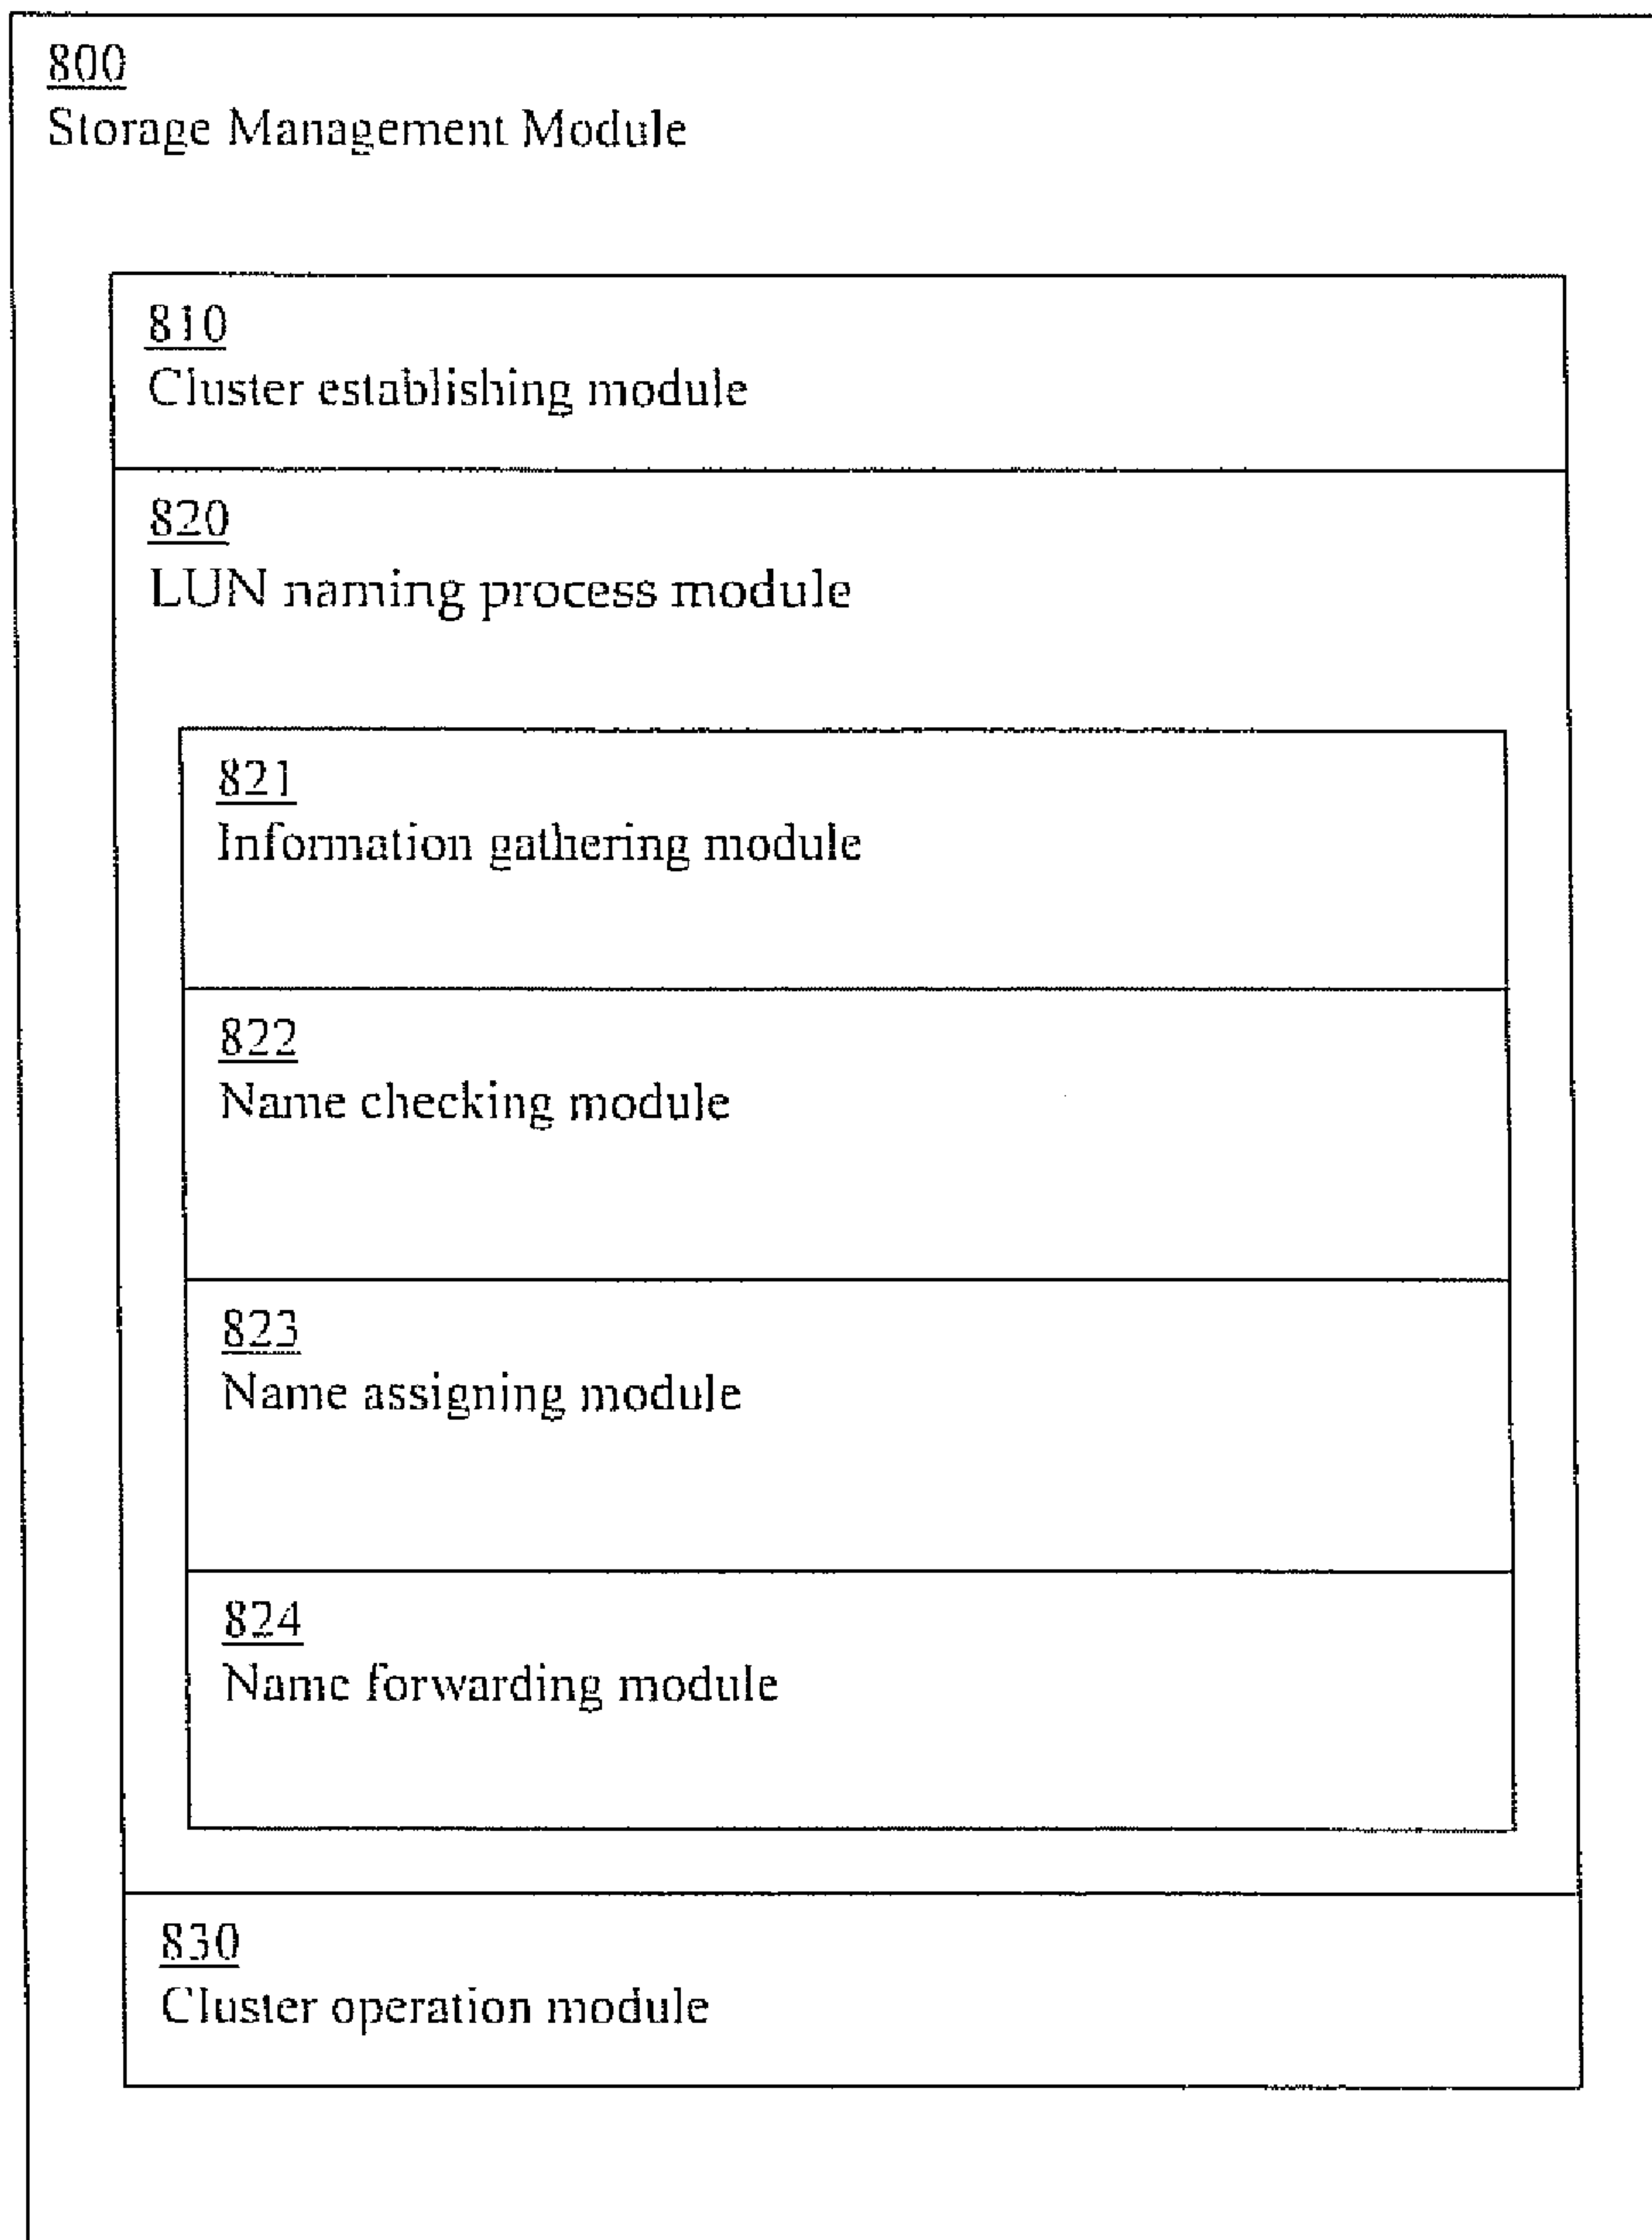 800
Storage Management Module
810
Cluster establishing module
820
LUN naming process module
821
Information gathering module
822
Name checking module
823
Name assigning module
824
Name forwarding module
830
Cluster operation module